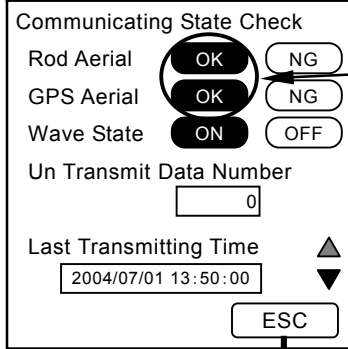 Communicating State Check
Rod Aerial OK NG
GPS Aerial OK NG
Wave State ON OFF
Un Transmit Data Number
0
Last Transmitting Time
2004/07/01 13:50:00
ESC